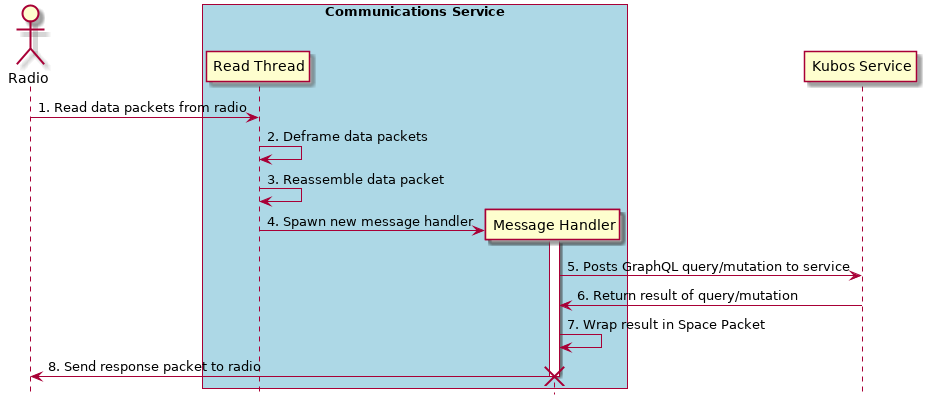 Communications Service
Radio
Read Thread
Kubos Service
1. Read data packets from radio
2. Deframe data packets
3. Reassemble data packet
4. Spawn new message handler
Message Handler
5. Posts GraphQL query/mutation to service
6. Return result of query/mutation
7. Wrap result in Space Packet
8. Send response packet to radio